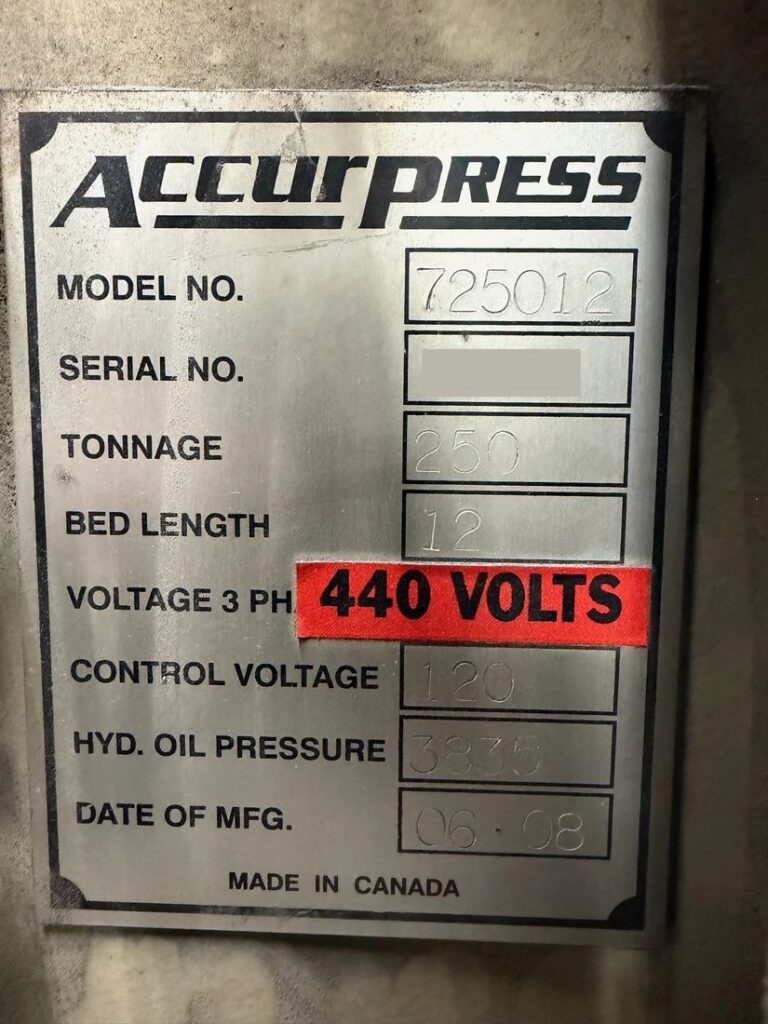 ACCURPRESS
MODEL NO. 725012
SERIAL NO.
TONNAGE 250
BED LENGTH 12
VOLTAGE 3 PH 440 VOLTS
CONTROL VOLTAGE 120
HYD. OIL PRESSURE 3835
DATE OF MFG. 06·08
MADE IN CANADA